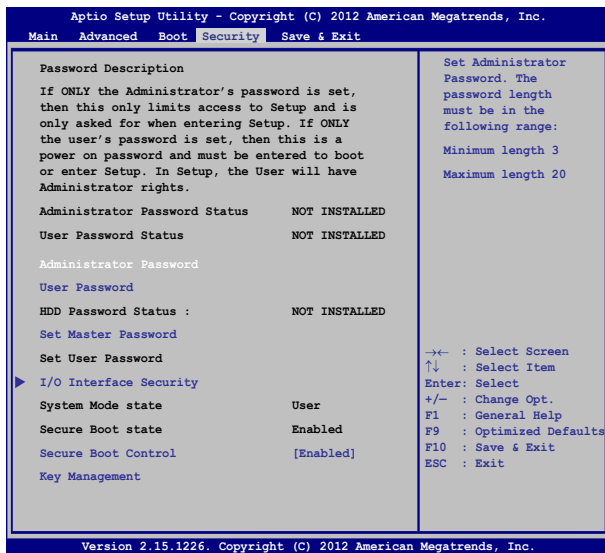 Aptio Setup Utility - Copyright (C) 2012 American Megatrends, Inc.
Main Advanced Boot Security Save & Exit
Password Description
If ONLY the Administrator's password is set,
then this only limits access to Setup and is
only asked for when entering Setup. If ONLY
the user's password is set, then this is a
power on password and must be entered to boot
or enter Setup. In Setup, the User will have
Administrator rights.
Administrator Password Status NOT INSTALLED
User Password Status NOT INSTALLED
Administrator Password
User Password
HDD Password Status : NOT INSTALLED
Set Master Password
Set User Password
I/O Interface Security
System Mode state User
Secure Boot state Enabled
Secure Boot Control [Enabled]
Key Management
Set Administrator
Password. The
password length
must be in the
following range:
Minimum length 3
Maximum length 20
→← : Select Screen
↑↓ : Select Item
Enter: Select
+/— : Change Opt.
F1 : General Help
F9 : Optimized Defaults
F10 : Save & Exit
ESC : Exit
Version 2.15.1226. Copyright (C) 2012 American Megatrends, Inc.